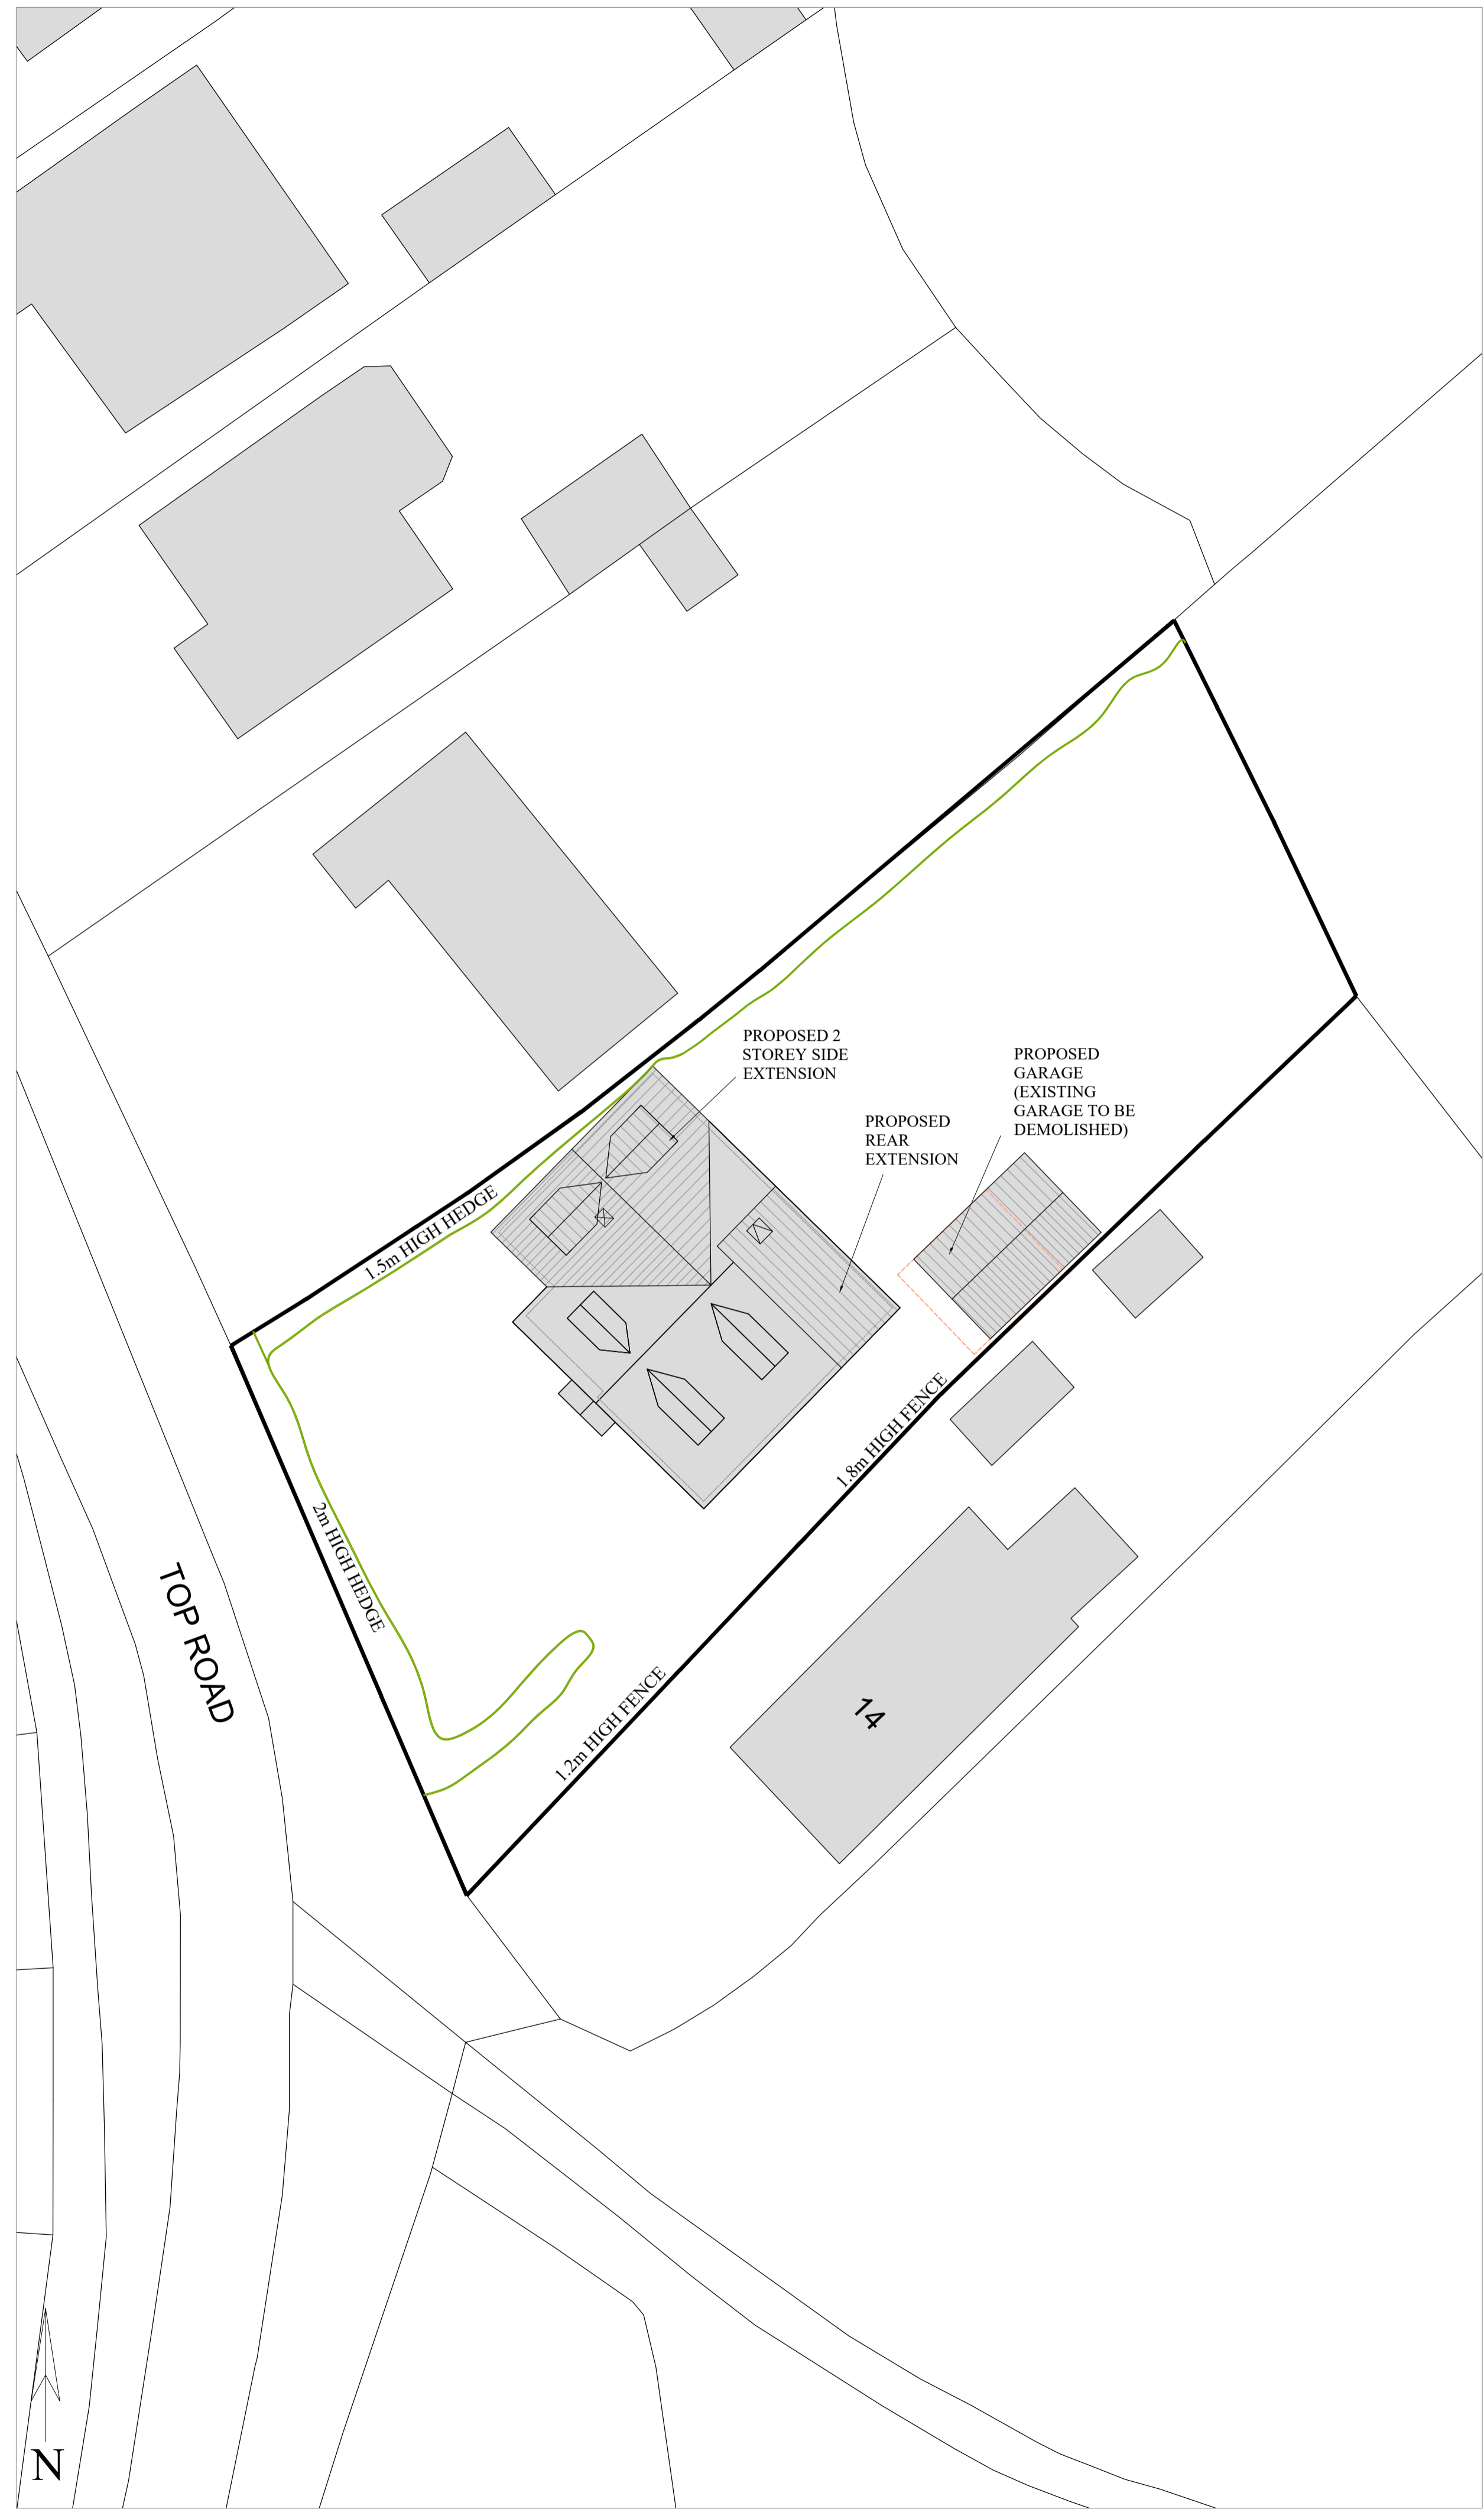 PROPOSED 2
STOREY SIDE
EXTENSION
PROPOSED
GARAGE
(EXISTING
GARAGE TO BE
DEMOLISHED)
PROPOSED
REAR
EXTENSION
1.5m HIGH HEDGE
1.8m HIGH FENCE
2m HIGH HEDGE
TOP ROAD
1.2m HIGH FENCE
14
N